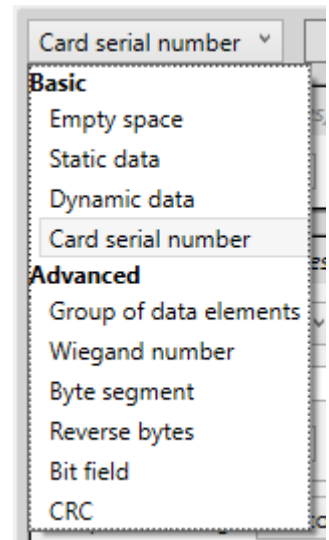 Card serial number
Basic
Empty space
Static data
Dynamic data
Card serial number
Advanced
Group of data elements
Wiegand number
Byte segment
Reverse bytes
Bit field
CRC